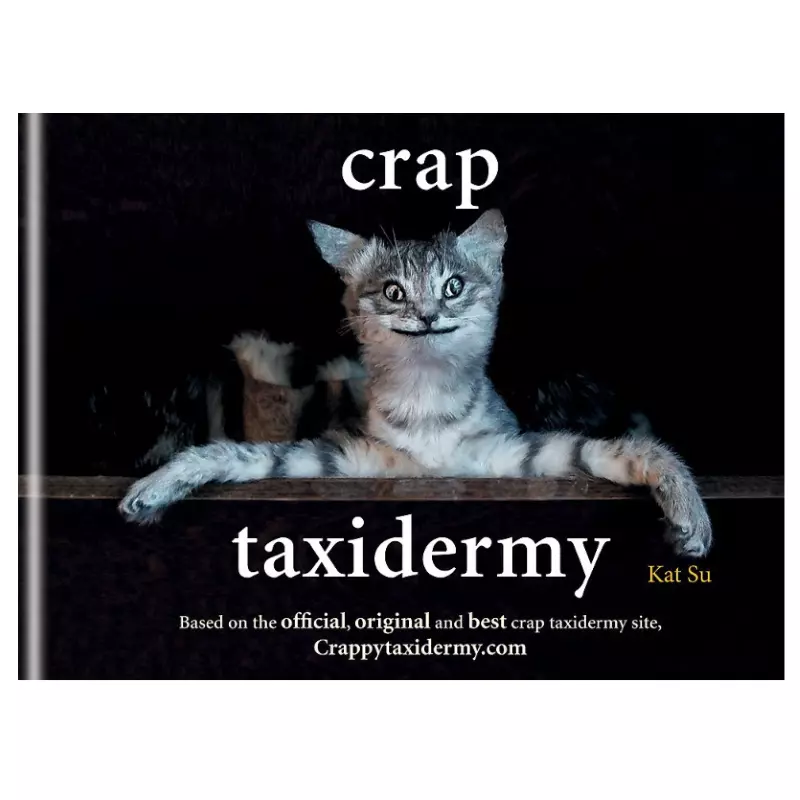 crap
taxidermy
Kat Su
Based on the official, original and best crap taxidermy site,
Crappytaxidermy.com